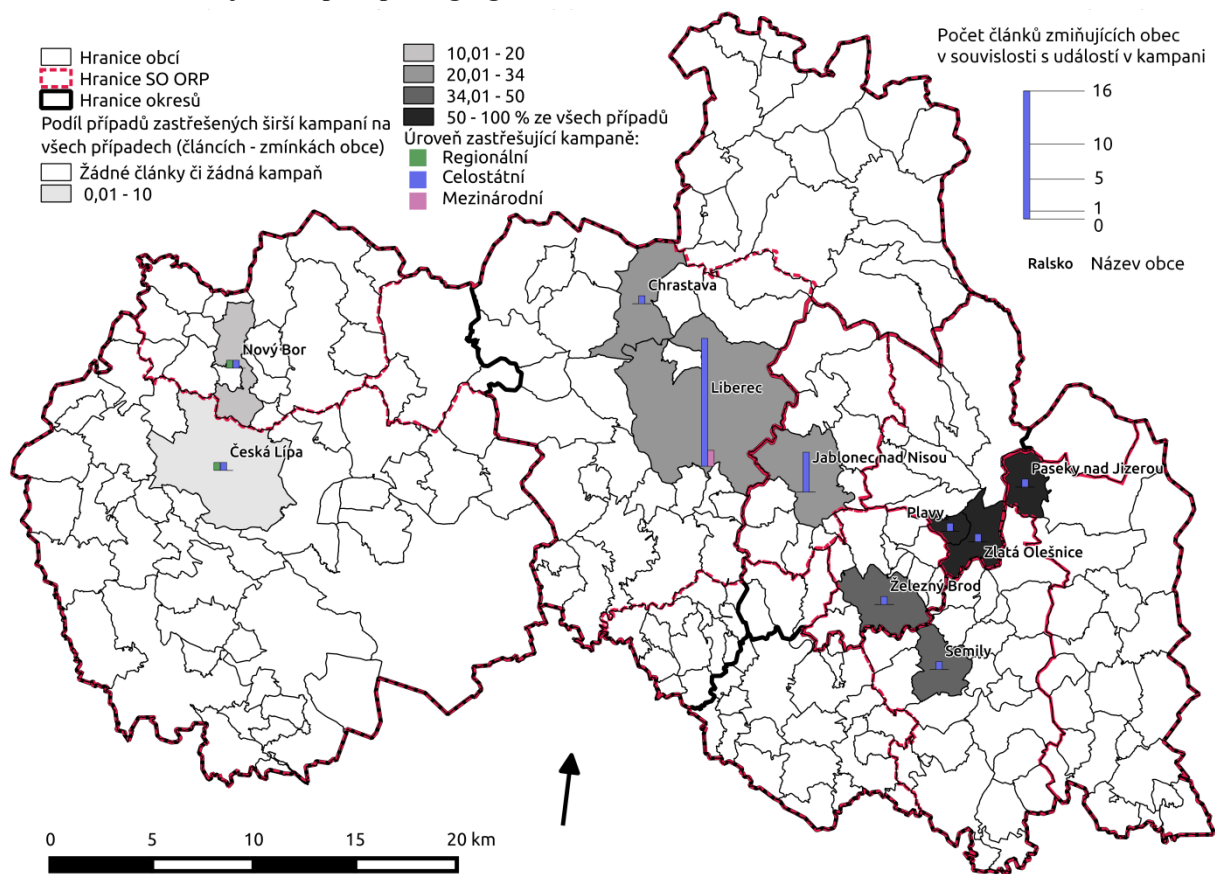 Hranice obcí
Hranice SO ORP
Hranice okresů
Podíl případů zastřešených širší kampaní na
všech případech (článcích - zmínkách obce)
Žádné články či žádná kampaň
0,01 - 10
10,01 - 20
20,01 - 34
34,01 - 50
50 - 100 % ze všech případů
Úroveň zastřešující kampaně:
Regionální
Celostátní
Mezinárodní
Počet článků zmiňujících obec
v souvislosti s událostí v kampani
16
10
5
1
0
Ralsko Název obce
Chrastava
Nový Bor
Liberec
Česká Lípa
Jablonec nad Nisou
Paseky nad Jizerou
Plavy
Zlatá Olešnice
Železný Brod
Semily
0 5 10 15 20 km